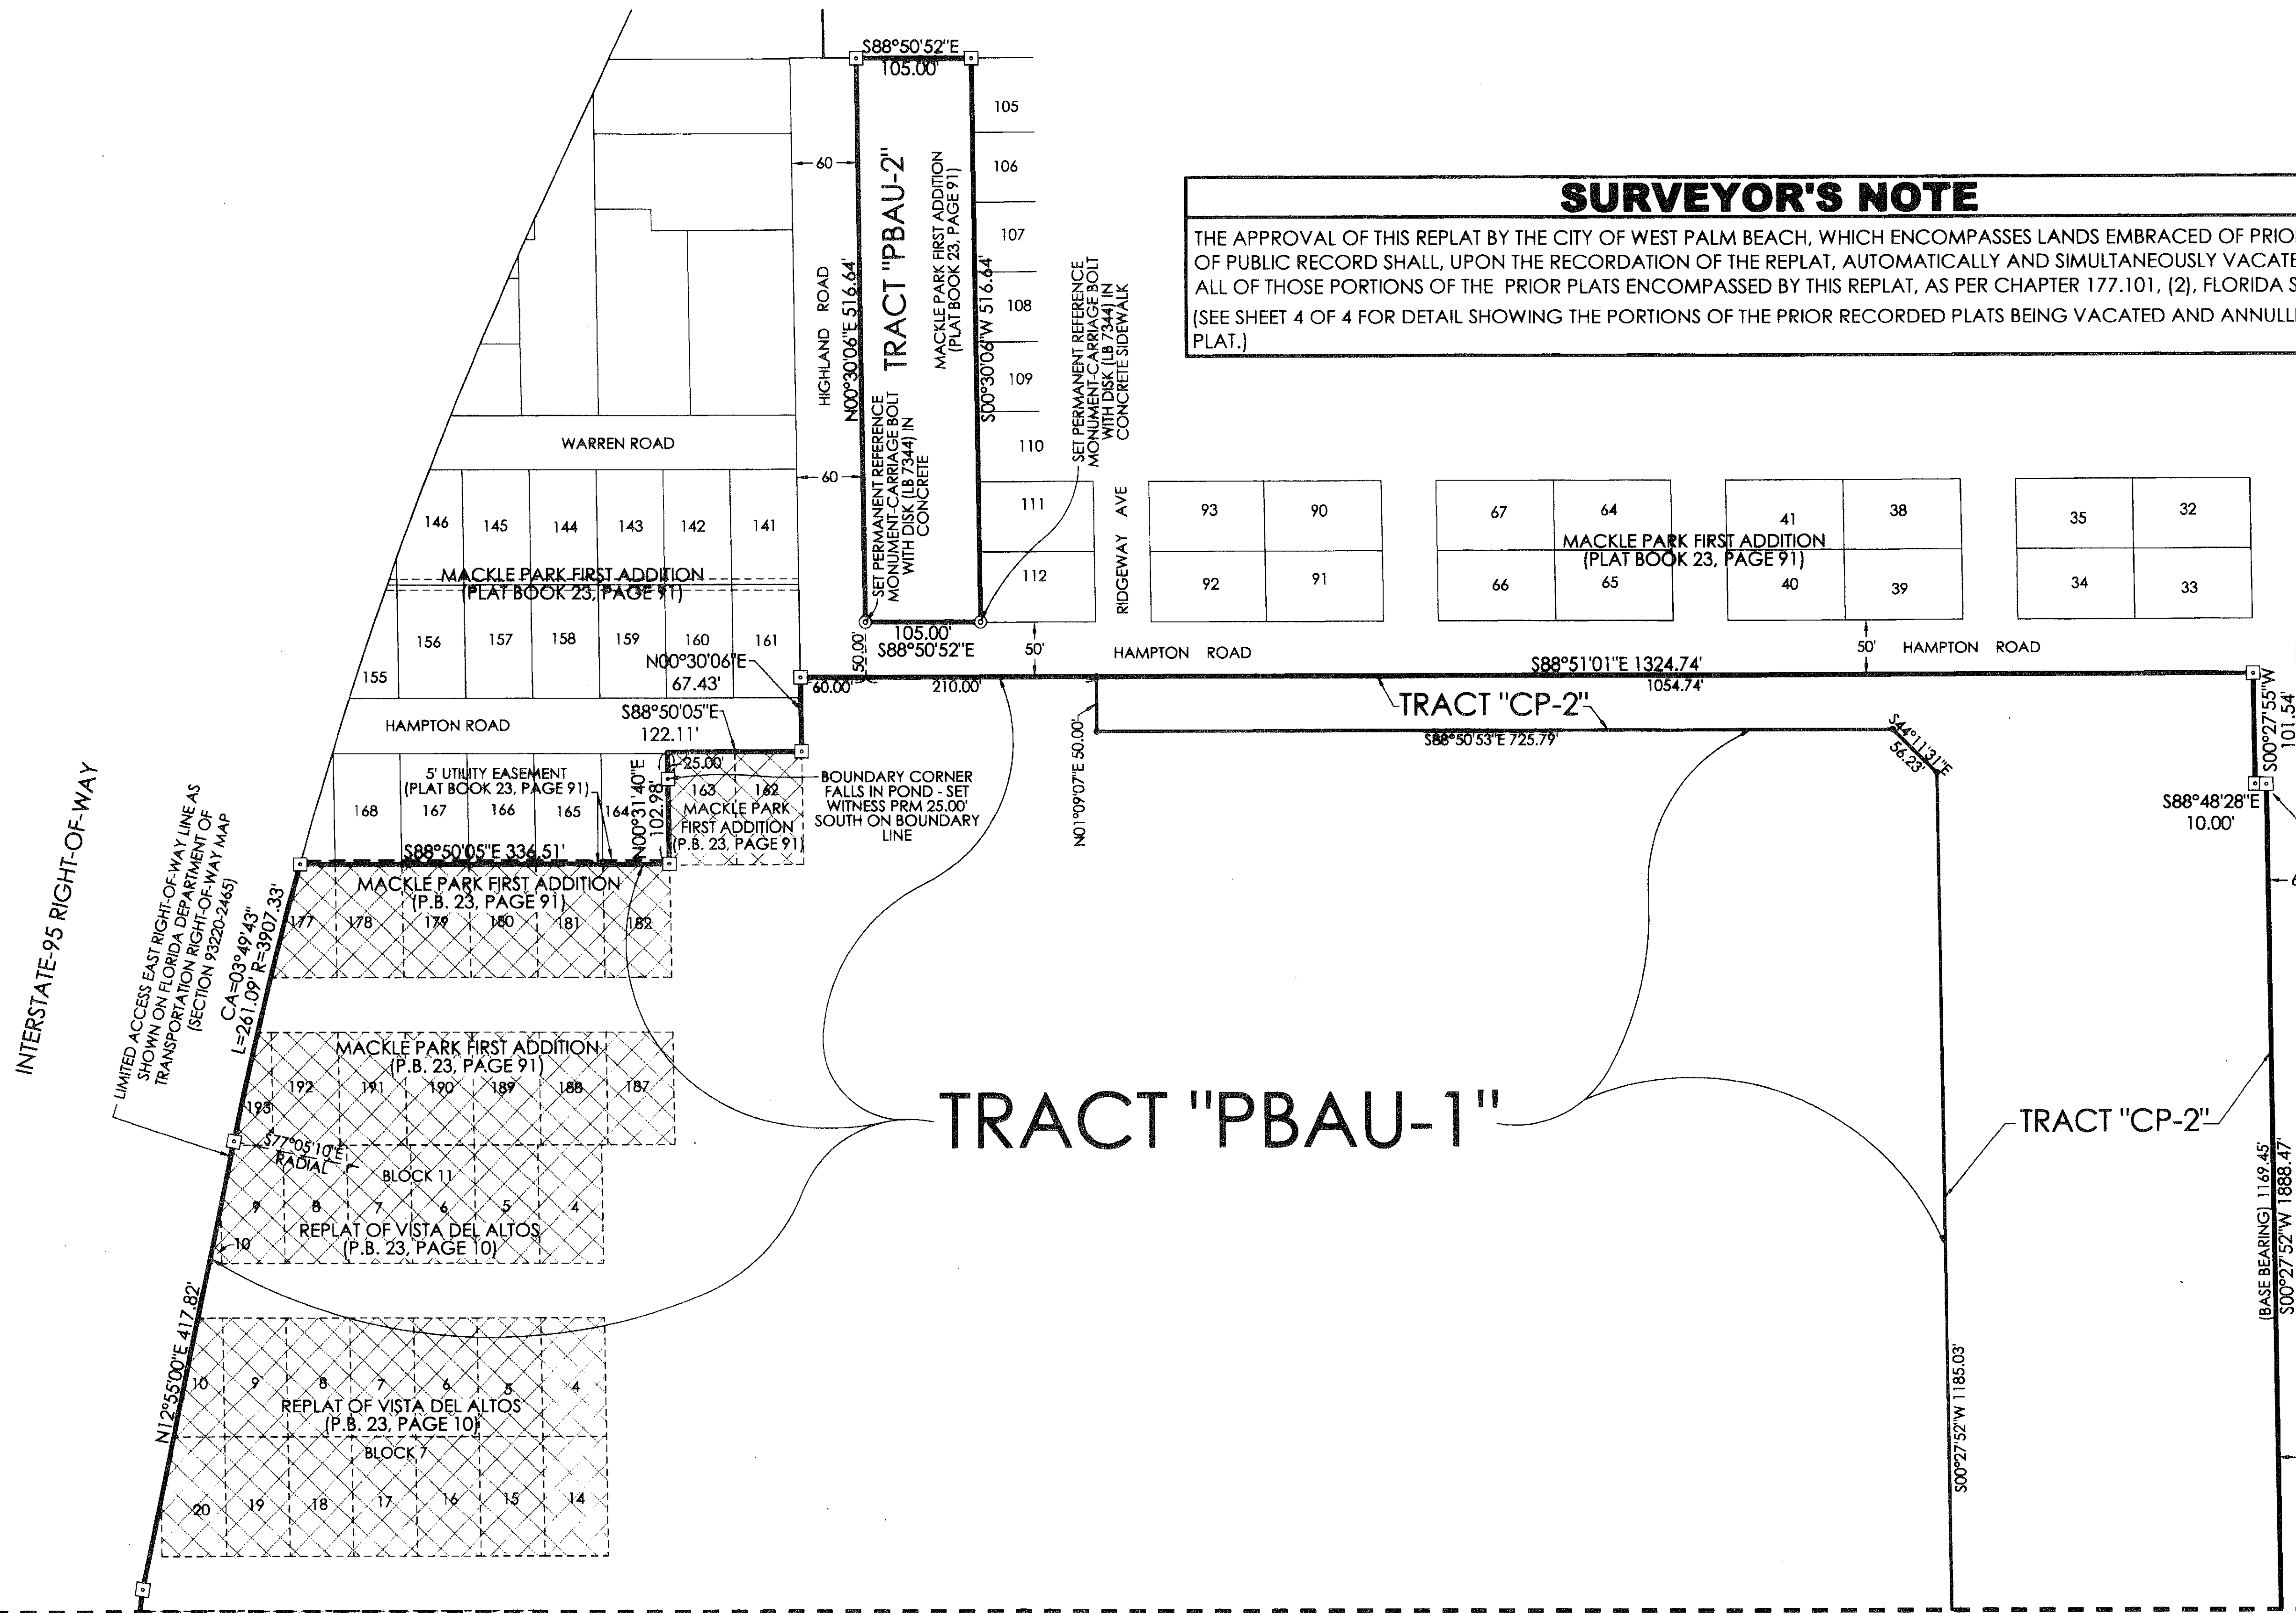 S88°50'52"E
105.00'
105
106
107
108
109
110
111
112
60
60
HIGHLAND ROAD
N00°30'06"E 516.64'
TRACT "PBAU-2"
MACKLE PARK FIRST ADDITION
(PLAT BOOK 23, PAGE 91)
S00°30'06"W 516.64'
SET PERMANENT REFERENCE
MONUMENT-CARRIAGE BOLT
WITH DISK (LB 7344) IN
CONCRETE
SET PERMANENT REFERENCE
MONUMENT-CARRIAGE BOLT
WITH DISK (LB 7344) IN
CONCRETE SIDEWALK
SURVEYOR'S NOTE
THE APPROVAL OF THIS REPLAT BY THE CITY OF WEST PALM BEACH, WHICH ENCOMPASSES LANDS EMBRACED OF PRIO
OF PUBLIC RECORD SHALL, UPON THE RECORDATION OF THE REPLAT, AUTOMATICALLY AND SIMULTANEOUSLY VACATE
ALL OF THOSE PORTIONS OF THE PRIOR PLATS ENCOMPASSED BY THIS REPLAT, AS PER CHAPTER 177.101, (2), FLORIDA S
(SEE SHEET 4 OF 4 FOR DETAIL SHOWING THE PORTIONS OF THE PRIOR RECORDED PLATS BEING VACATED AND ANNULL
PLAT.)
WARREN ROAD
146 145 144 143 142 141
MACKLE PARK FIRST ADDITION
(PLAT BOOK 23, PAGE 91)
155 156 157 158 159 160 161
RIDGEWAY AVE
93 90
92 91
67 64
66 65
41 38
40 39
35 32
34 33
MACKLE PARK FIRST ADDITION
(PLAT BOOK 23, PAGE 91)
105.00'
S88°50'52"E
50.00'
50'
HAMPTON ROAD
50'
HAMPTON ROAD
N00°30'06"E
67.43'
60.00'
210.00'
S88°51'01"E 1324.74'
1054.74'
TRACT "CP-2"
HAMPTON ROAD
S88°50'05"E
122.11'
N01°09'07"E 50.00'
S88°50'53"E 725.79'
S44°11'31"E
56.23'
S00°27'55"W
101.54'
S88°48'28"E
10.00'
5' UTILITY EASEMENT
(PLAT BOOK 23, PAGE 91)
168 167 166 165 164
N00°31'40"E
102.98'
25.00'
163 162
MACKLE PARK
FIRST ADDITION
(P.B. 23, PAGE 91)
BOUNDARY CORNER
FALLS IN POND - SET
WITNESS PRM 25.00'
SOUTH ON BOUNDARY
LINE
S88°50'05"E 336.51'
MACKLE PARK FIRST ADDITION
(P.B. 23, PAGE 91)
177 178 179 180 181 182
INTERSTATE-95 RIGHT-OF-WAY
LIMITED ACCESS EAST RIGHT-OF-WAY LINE AS
SHOWN ON FLORIDA DEPARTMENT OF
TRANSPORTATION RIGHT-OF-WAY MAP
(SECTION 93220-2465)
CA=03°49'43"
L=261.09' R=3907.33'
MACKLE PARK FIRST ADDITION
(P.B. 23, PAGE 91)
193 192 191 190 189 188 187
S77°05'10"E
RADIAL
BLOCK 11
9 8 7 6 5 4
REPLAT OF VISTA DEL ALTOS
(P.B. 23, PAGE 10)
10
TRACT "PBAU-1"
TRACT "CP-2"
N12°55'00"E 417.82'
10 9 8 7 6 5 4
REPLAT OF VISTA DEL ALTOS
(P.B. 23, PAGE 10)
BLOCK 7
20 19 18 17 16 15 14
S00°27'52"W 1185.03'
(BASE BEARING) 1169.45'
S00°27'52"W 1888.47'